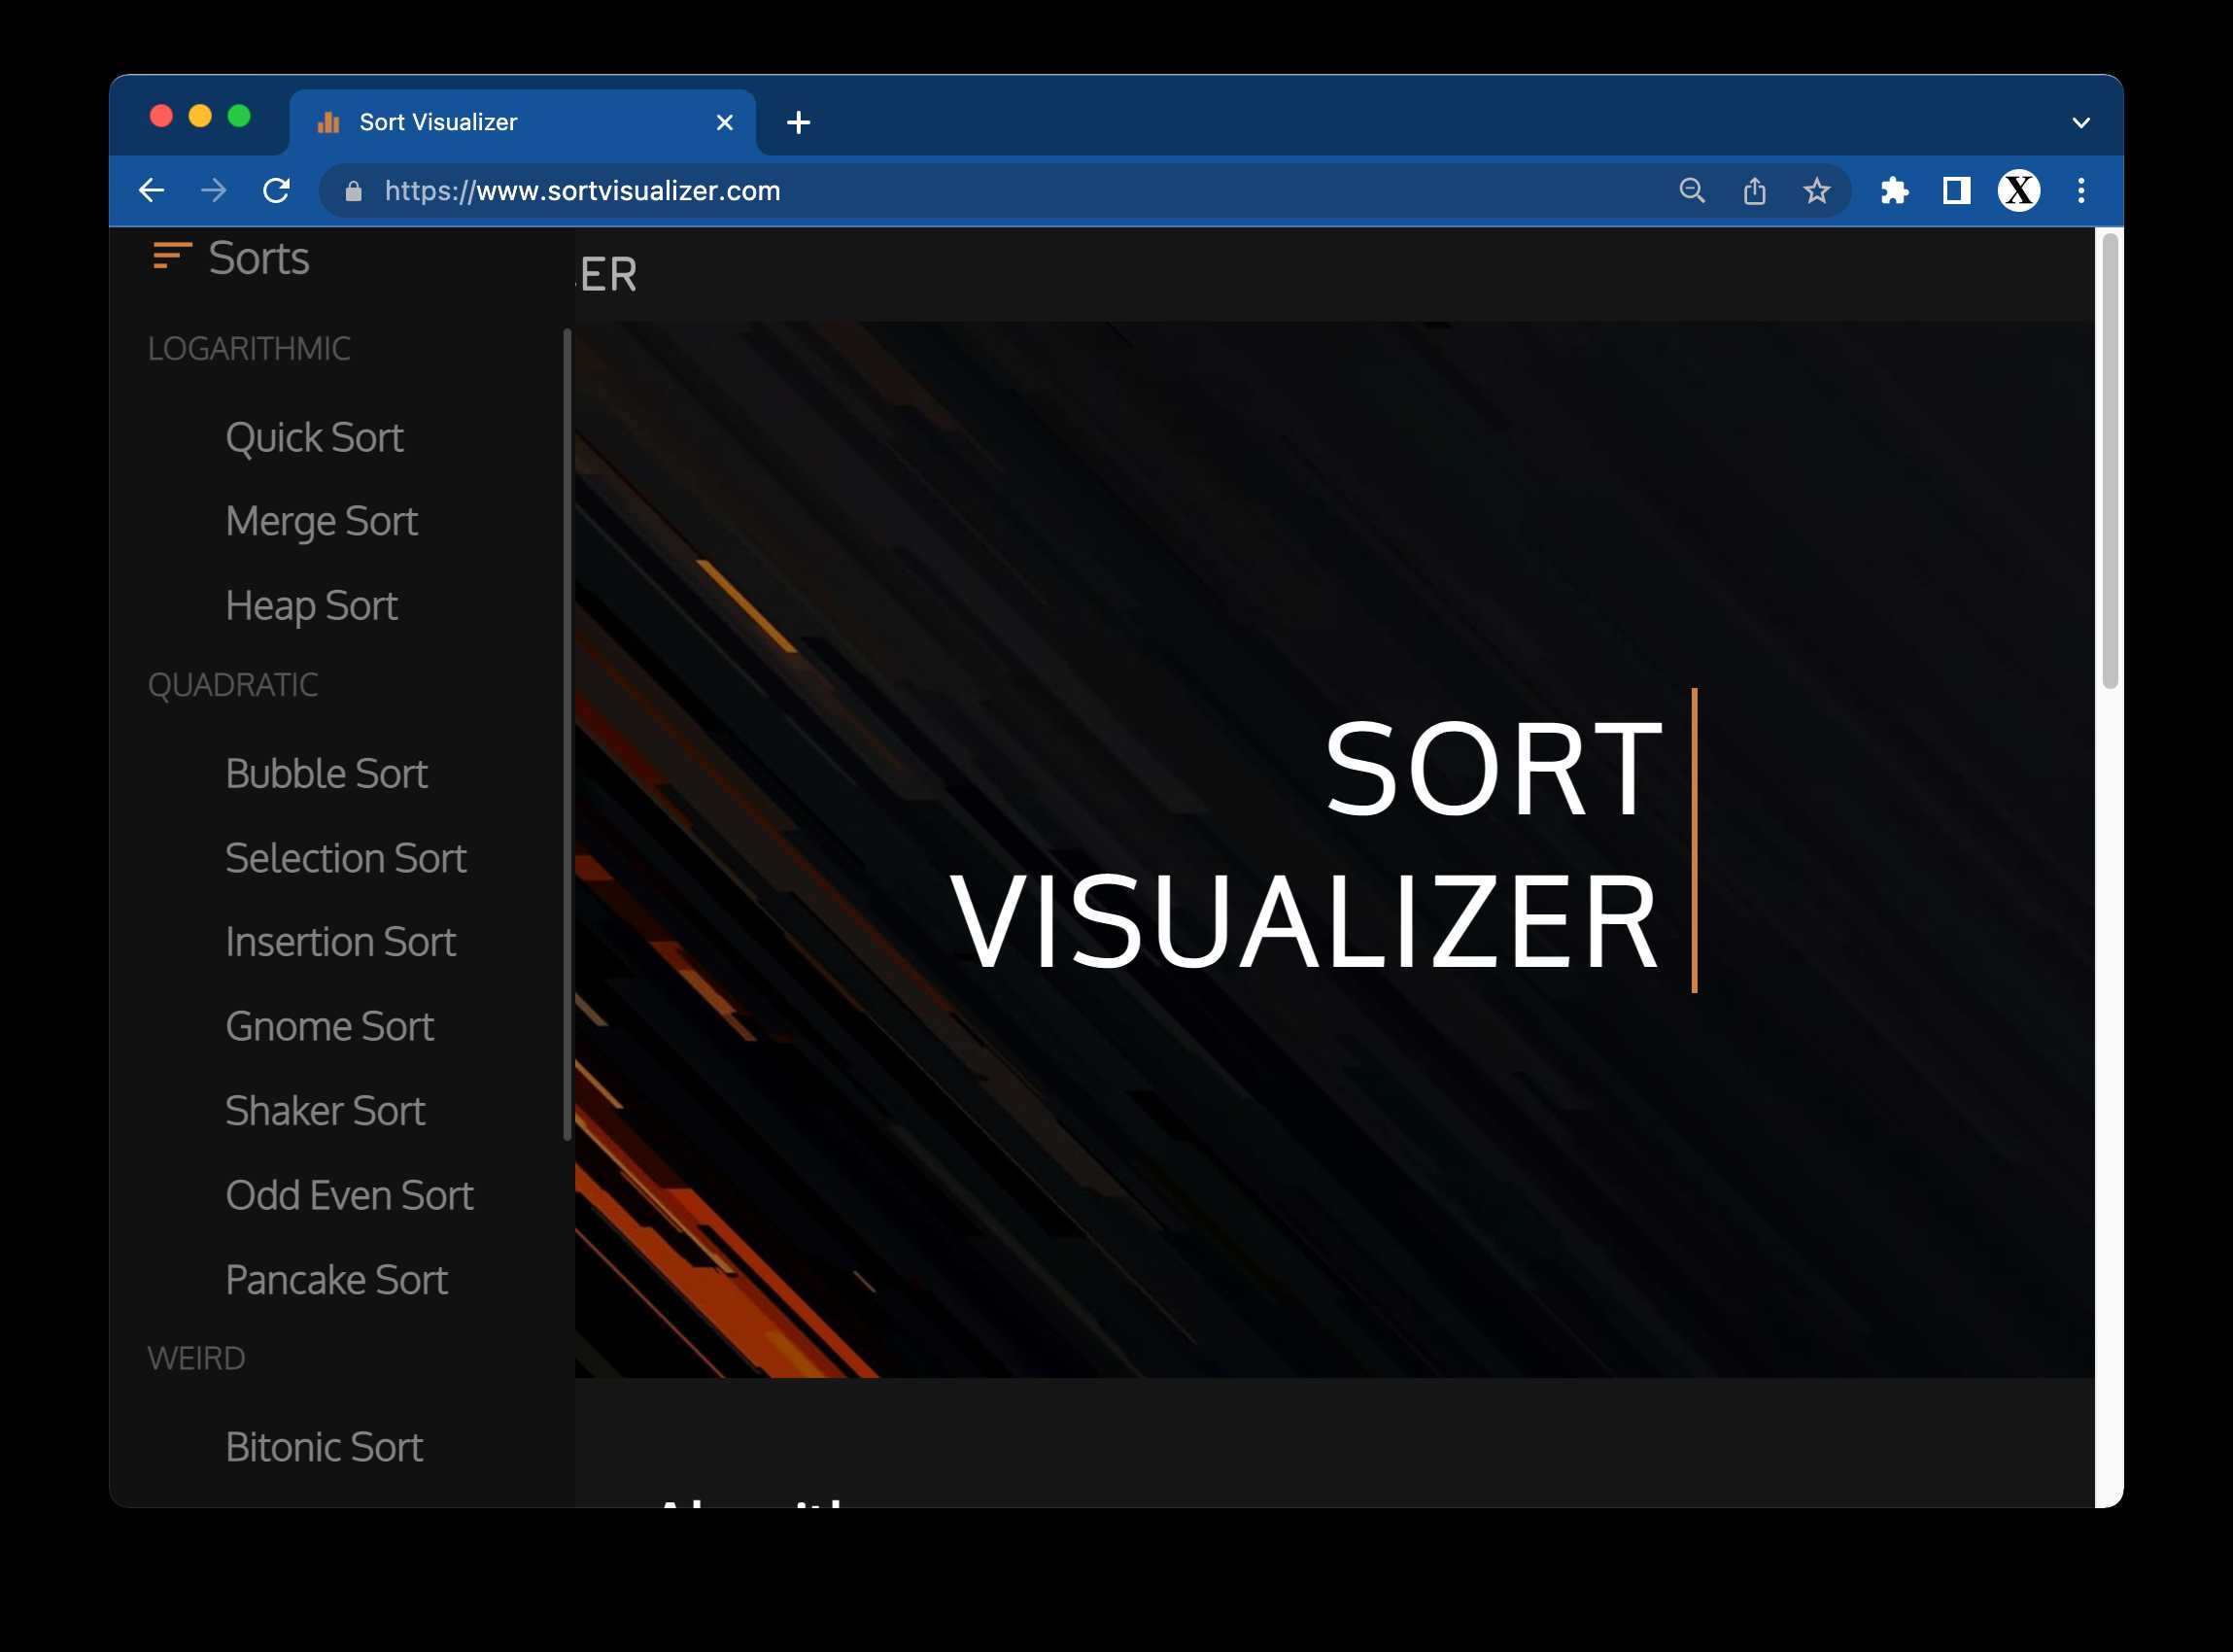 Sort Visualizer
https://www.sortvisualizer.com
X
Sorts
ER
LOGARITHMIC
Quick Sort
Merge Sort
Heap Sort
QUADRATIC
Bubble Sort
Selection Sort
Insertion Sort
Gnome Sort
Shaker Sort
Odd Even Sort
Pancake Sort
WEIRD
Bitonic Sort
SORT
VISUALIZER